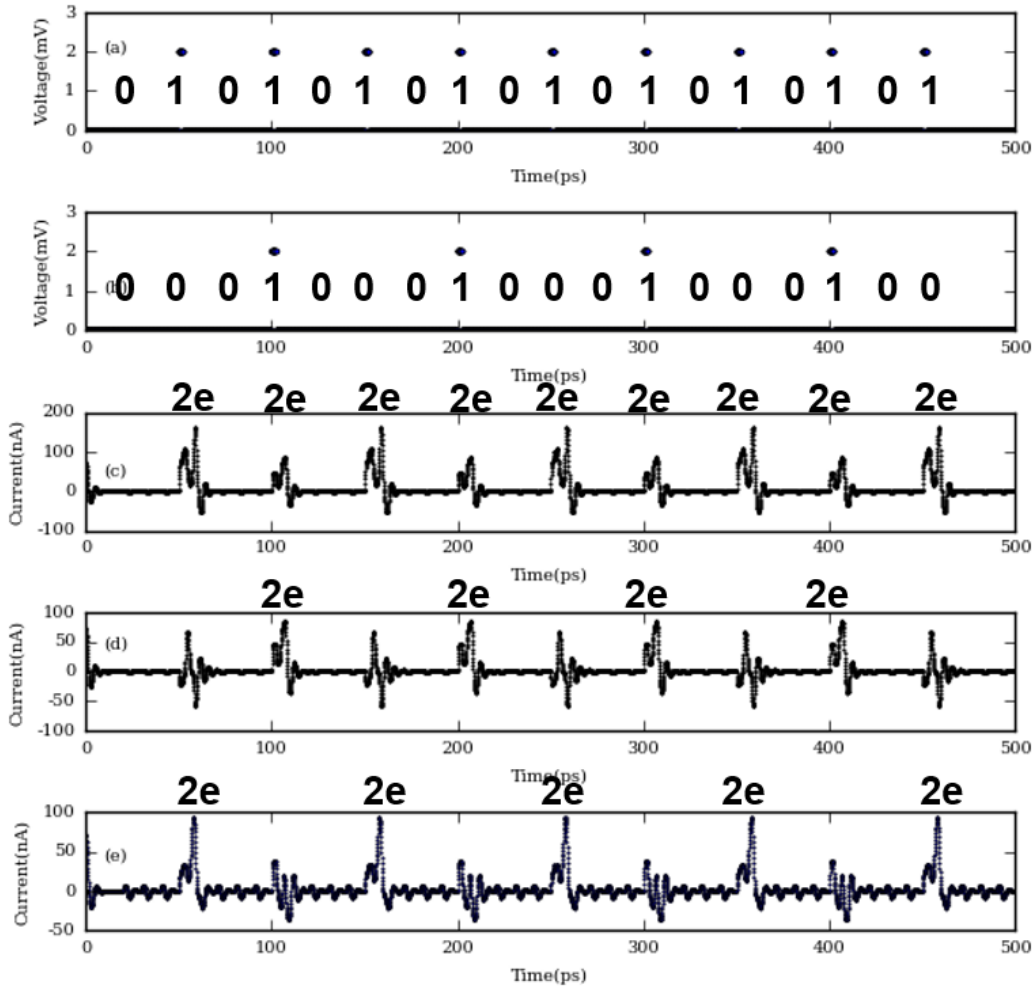 3
(a)
2
Voltage(mV)
0 1 0 1 0 1 0 1 0 1 0 1 0 1 0 1 0 1
1
0
0 100 200 300 400 500
Time(ps)
3
2
Voltage(mV)
(b)
0 0 0 1 0 0 0 1 0 0 0 1 0 0 0 1 0 0
1
0
0 100 200 300 400 500
Time(ps)
2e 2e 2e 2e 2e 2e 2e 2e 2e
200
100
Current(nA)
(c)
0
-100
0 100 200 300 400 500
Time(ps)
2e 2e 2e 2e
100
50
Current(nA)
(d)
0
-50
-100
0 100 200 300 400 500
Time(ps)
2e 2e 2e 2e 2e
100
50
Current(nA)
(e)
0
-50
0 100 200 300 400 500
Time(ps)